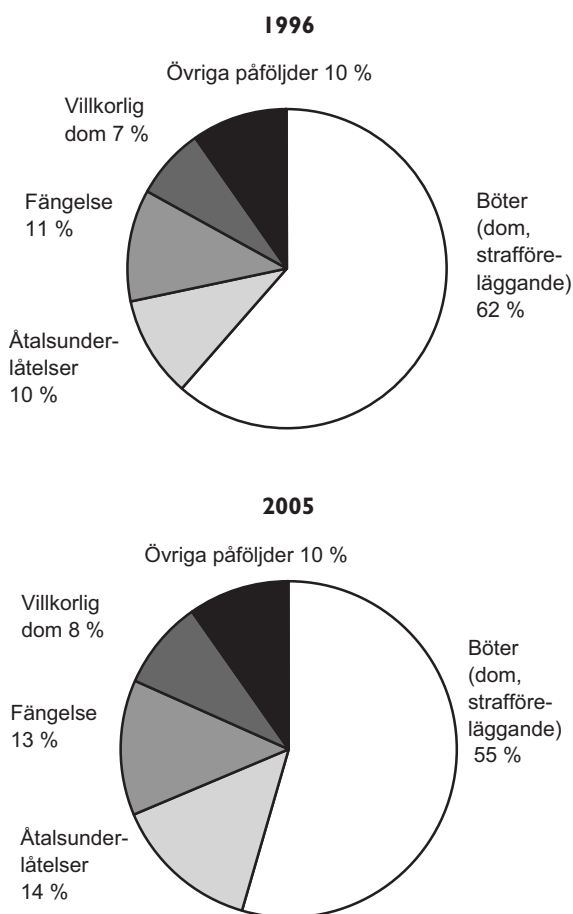 1996
Övriga påföljder 10 %
Villkorlig
dom 7 %
Fängelse
11 %
Åtalsunder-
låtelser
10 %
Böter
(dom,
strafföre-
läggande)
62 %
2005
Övriga påföljder 10 %
Villkorlig
dom 8 %
Fängelse
13 %
Åtalsunder-
låtelser
14 %
Böter
(dom,
strafföre-
läggande)
55 %